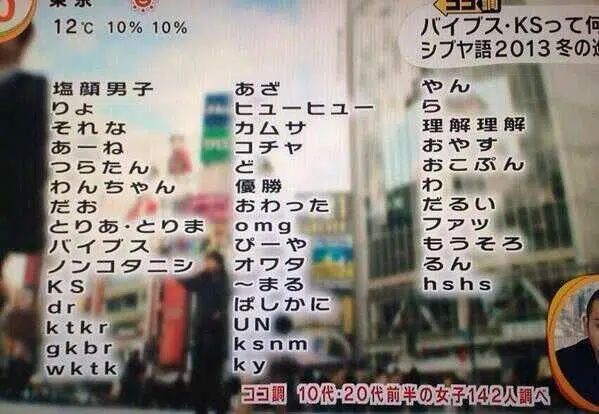 東京
12℃ 10% 10%
ココ調
バイブス・KSって何
シブヤ語2013冬の進
塩顔男子
りょ
それな
あーね
つらたん
わんちゃん
だお
とりあ・とりま
バイブス
ノンコタニシ
KS
dr
ktkr
gkbr
wktk
あざ
ヒューヒュー
カムサ
コチャ
ど
優勝
おわった
omg
ぴーや
オワタ
～まる
ばしかに
UN
ksnm
ky
やん
ら
理解理解
おやす
おこぷん
わ
だるい
ファッ
もうそろ
るん
hshs
ココ調 10代・20代前半の女子142人調べ